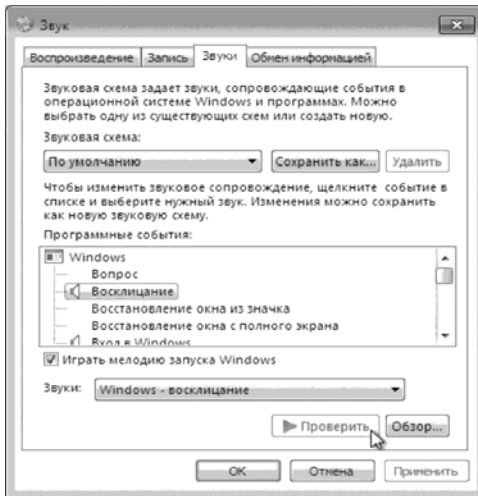 Звук
Воспроизведение Запись Звуки Обмен информацией
Звуковая схема задает звуки, сопровождающие события в
операционной системе Windows и программах. Можно
выбрать одну из существующих схем или создать новую.
Звуковая схема:
По умолчанию Сохранить как... Удалить
Чтобы изменить звуковое сопровождение, щелкните событие в
списке и выберите нужный звук. Изменения можно сохранить
как новую звуковую схему.
Программные события:
Windows
Вопрос
Восклицание
Восстановление окна из значка
Восстановление окна с полного экрана
Вход в Windows
Играть мелодию запуска Windows
Звуки: Windows - восклицание
Проверить Обзор...
OK Отмена Применить